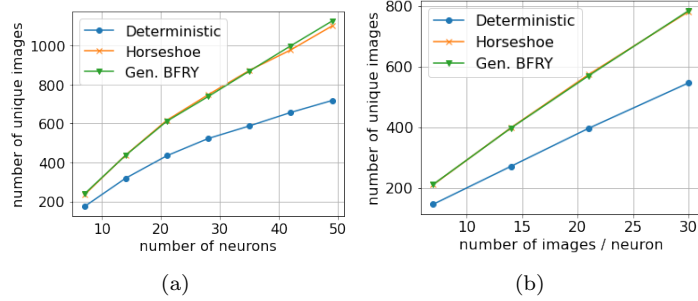 number of unique images
1000
800
600
400
200
10
20
30
40
50
number of neurons
Deterministic
Horseshoe
Gen. BFRY
(a)
number of unique images
800
600
400
200
10
15
20
25
30
number of images / neuron
Deterministic
Horseshoe
Gen. BFRY
(b)